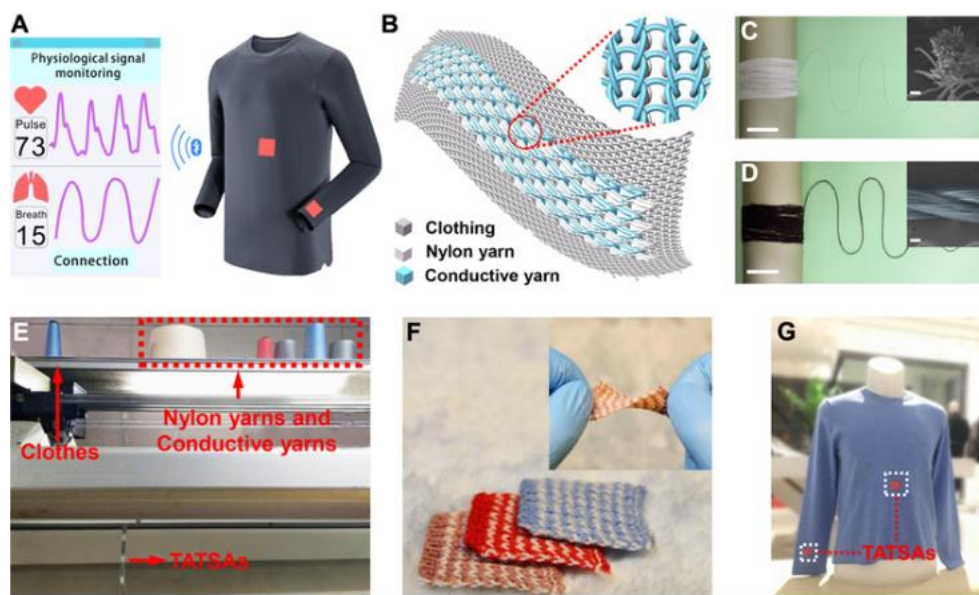 A
Physiological signal
monitoring
Pulse
73
Breath
15
Connection
B
Clothing
Nylon yarn
Conductive yarn
C
D
E
Clothes
Nylon yarns and
Conductive yarns
TATSAs
F
G
TATSAs